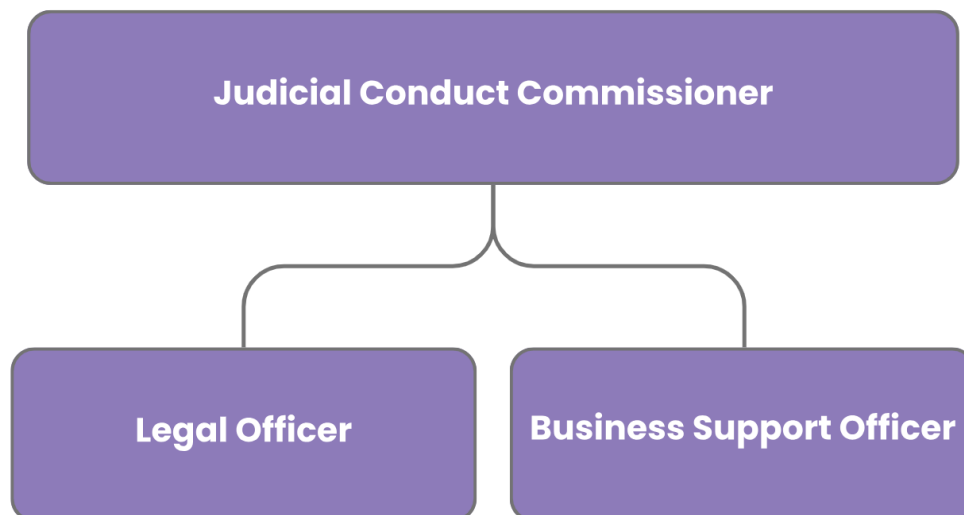 Judicial Conduct Commissioner
Legal Officer
Business Support Officer